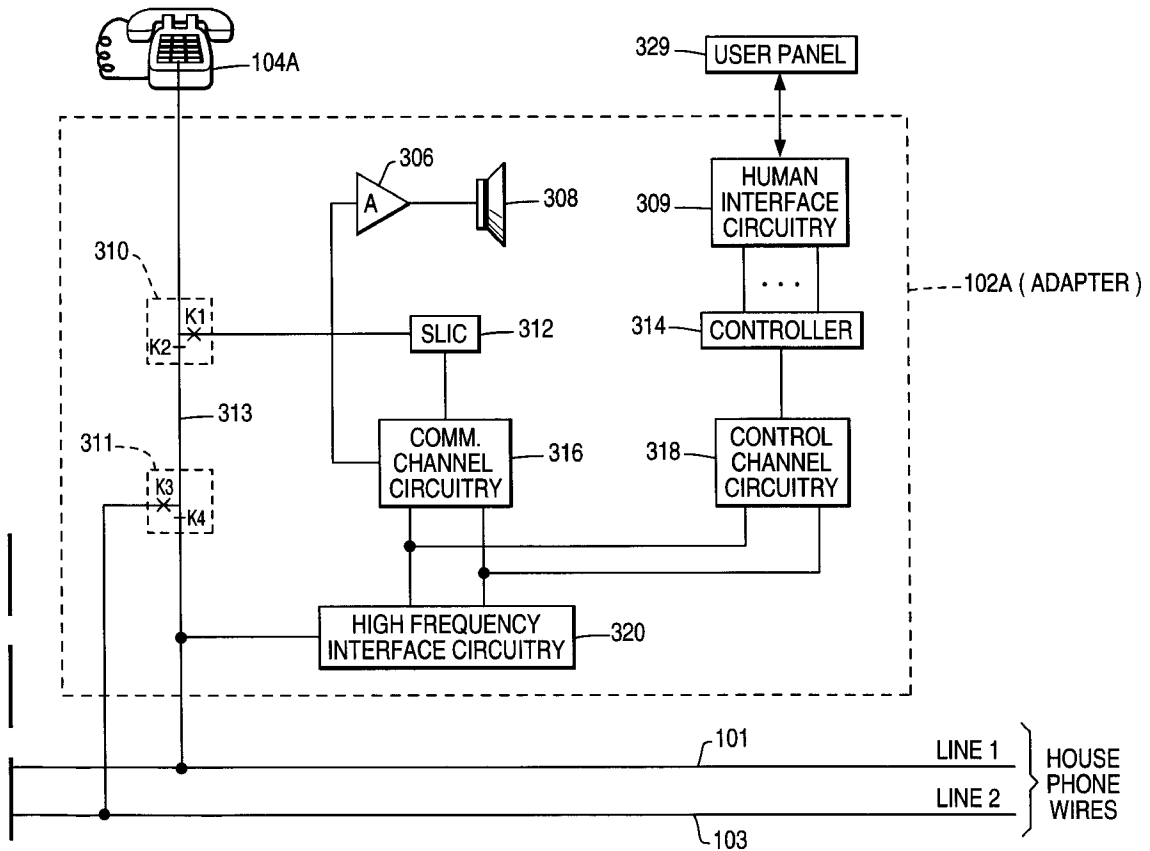 104A
329
USER PANEL
306
A
308
HUMAN
INTERFACE
CIRCUITRY
309
310
K1
K2
SLIC
312
314
CONTROLLER
102A ( ADAPTER )
313
311
K3
K4
COMM.
CHANNEL
CIRCUITRY
316
318
CONTROL
CHANNEL
CIRCUITRY
HIGH FREQUENCY
INTERFACE CIRCUITRY
320
101
LINE 1
LINE 2
103
HOUSE
PHONE
WIRES